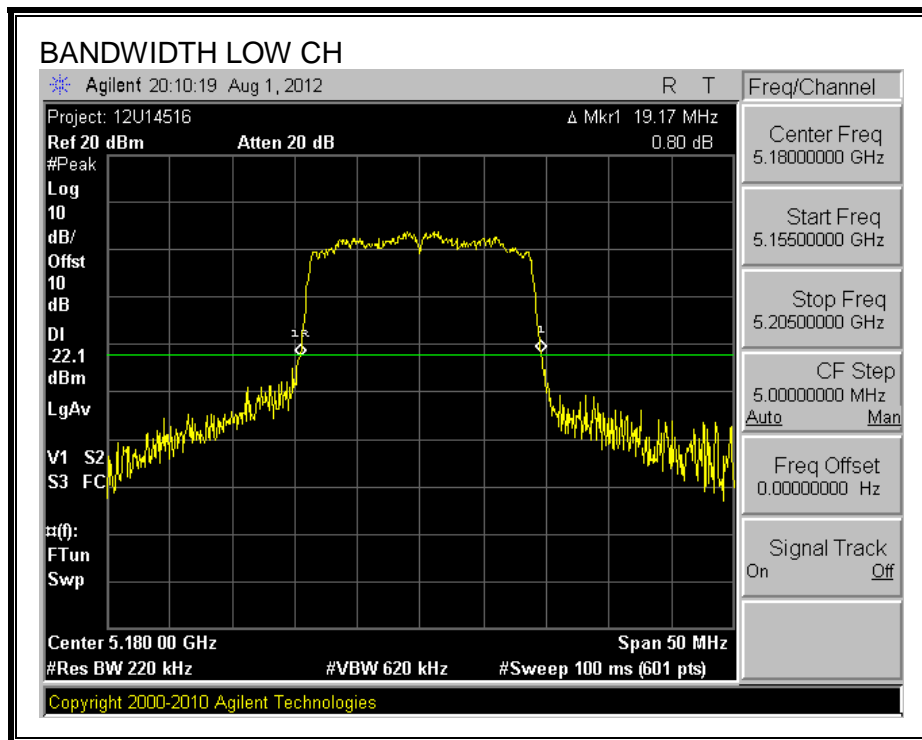 BANDWIDTH LOW CH
Agilent 20:10:19 Aug 1, 2012 R T
Project: 12U14516 Δ Mkr1 19.17 MHz
Ref 20 dBm Atten 20 dB 0.80 dB
#Peak
Log
10
dB/
Offst
10
dB
DI
-22.1
dBm
LgAv
V1 S2
S3 FC
¤(f):
FTun
Swp
1R
1
Center 5.180 00 GHz Span 50 MHz
#Res BW 220 kHz #VBW 620 kHz #Sweep 100 ms (601 pts)
Copyright 2000-2010 Agilent Technologies
Freq/Channel
Center Freq
5.18000000 GHz
Start Freq
5.15500000 GHz
Stop Freq
5.20500000 GHz
CF Step
5.00000000 MHz
Auto Man
Freq Offset
0.00000000 Hz
Signal Track
On Off